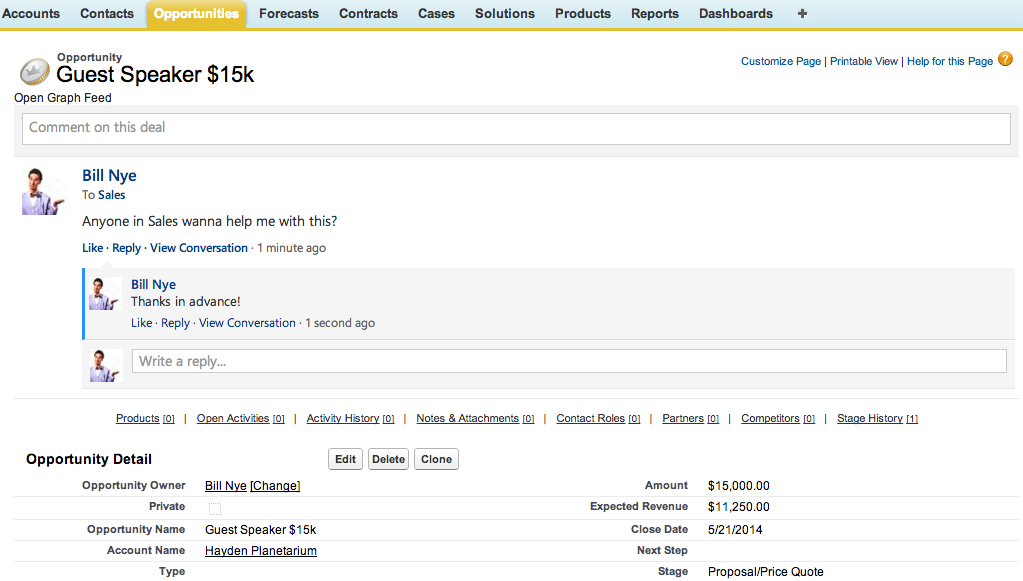 Accounts Contacts Opportunities Forecasts Contracts Cases Solutions Products Reports Dashboards +
Opportunity
Guest Speaker $15k
Customize Page | Printable View | Help for this Page ?
Open Graph Feed
Comment on this deal
Bill Nye
To Sales
Anyone in Sales wanna help me with this?
Like · Reply · View Conversation · 1 minute ago
Bill Nye
Thanks in advance!
Like · Reply · View Conversation · 1 second ago
Write a reply...
Products [0] | Open Activities [0] | Activity History [0] | Notes & Attachments [0] | Contact Roles [0] | Partners [0] | Competitors [0] | Stage History [1]
Opportunity Detail Edit Delete Clone
Opportunity Owner Bill Nye [Change] Amount $15,000.00
Private Expected Revenue $11,250.00
Opportunity Name Guest Speaker $15k Close Date 5/21/2014
Account Name Hayden Planetarium Next Step
Type Stage Proposal/Price Quote